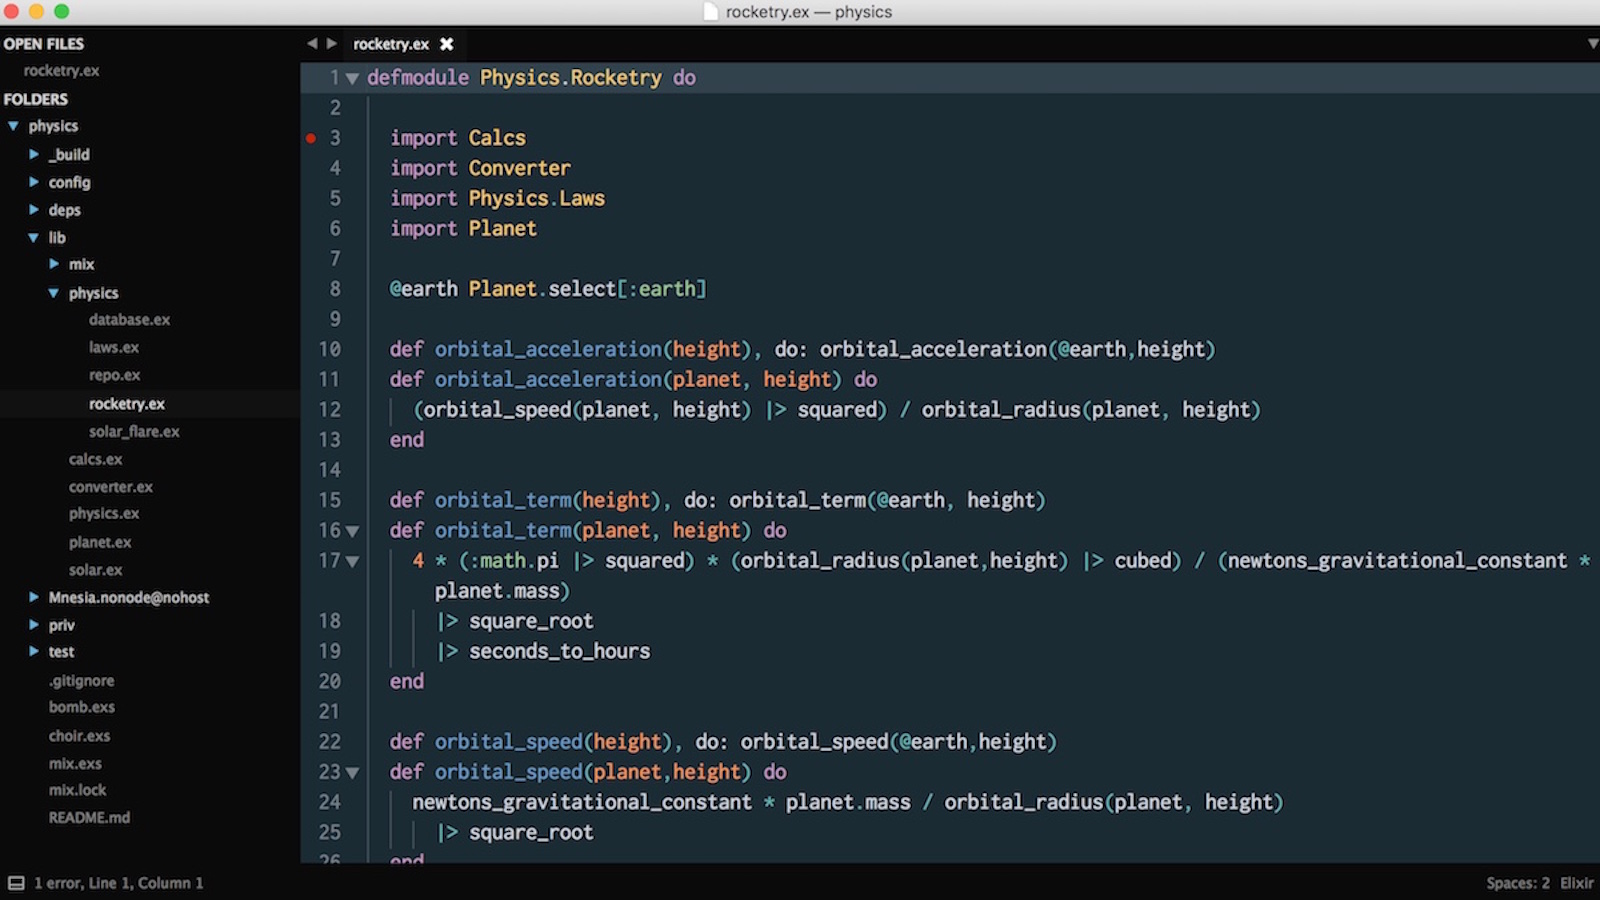 rocketry.ex — physics
OPEN FILES
rocketry.ex
FOLDERS
physics
_build
config
deps
lib
mix
physics
database.ex
laws.ex
repo.ex
rocketry.ex
solar_flare.ex
calcs.ex
converter.ex
physics.ex
planet.ex
solar.ex
Mnesia.nonode@nohost
priv
test
.gitignore
bomb.exs
choir.exs
mix.exs
mix.lock
README.md
rocketry.ex
1 defmodule Physics.Rocketry do
2
3 import Calcs
4 import Converter
5 import Physics.Laws
6 import Planet
7
8 @earth Planet.select[:earth]
9
10 def orbital_acceleration(height), do: orbital_acceleration(@earth,height)
11 def orbital_acceleration(planet, height) do
12 (orbital_speed(planet, height) |> squared) / orbital_radius(planet, height)
13 end
14
15 def orbital_term(height), do: orbital_term(@earth, height)
16 def orbital_term(planet, height) do
17 4 * (:math.pi |> squared) * (orbital_radius(planet,height) |> cubed) / (newtons_gravitational_constant *
planet.mass)
18 |> square_root
19 |> seconds_to_hours
20 end
21
22 def orbital_speed(height), do: orbital_speed(@earth,height)
23 def orbital_speed(planet,height) do
24 newtons_gravitational_constant * planet.mass / orbital_radius(planet, height)
25 |> square_root
26 end
1 error, Line 1, Column 1
Spaces: 2 Elixir